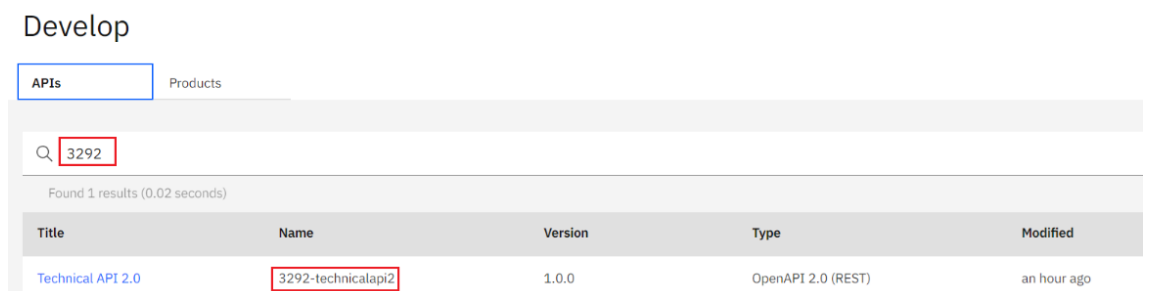 Develop
APIs Products
3292
Found 1 results (0.02 seconds)
Title Name Version Type Modified
Technical API 2.0 3292-technicalapi2 1.0.0 OpenAPI 2.0 (REST) an hour ago